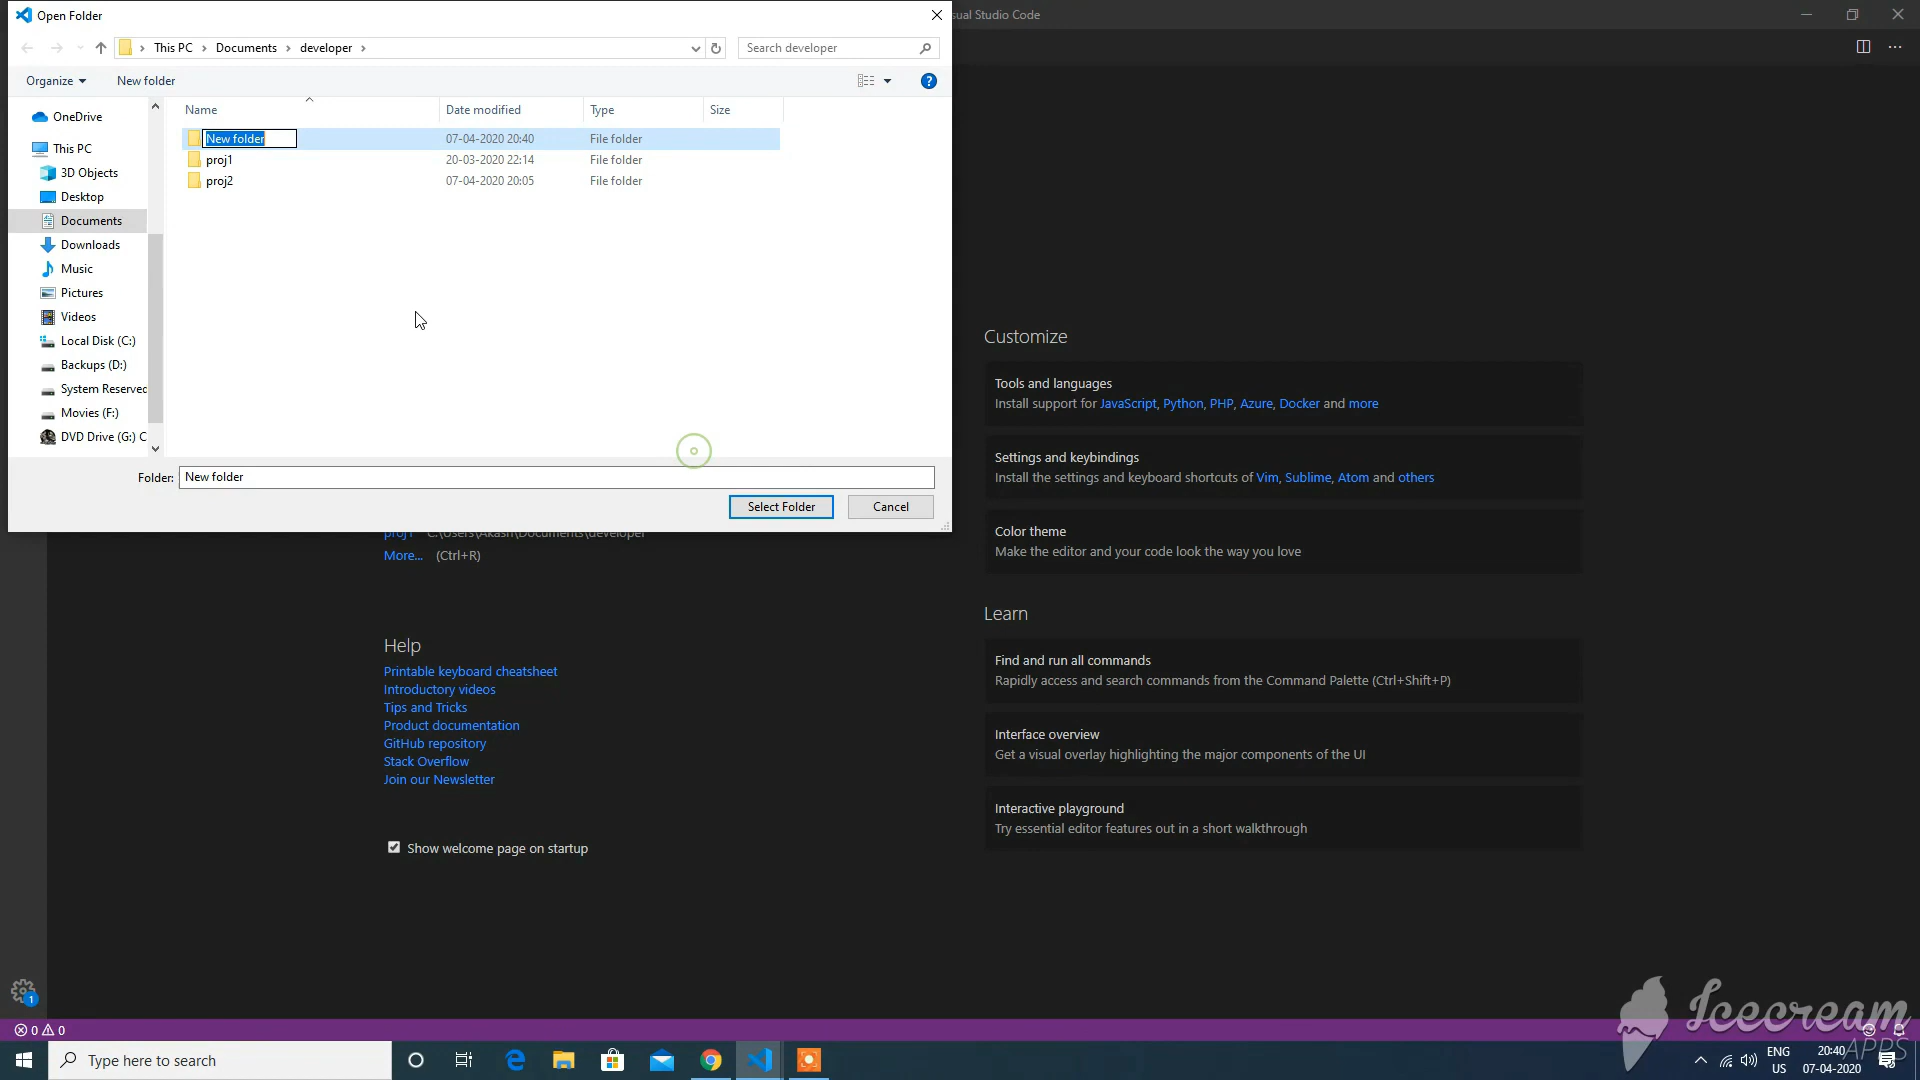 Open Folder
sual Studio Code
This PC > Documents > developer >
Search developer
Organize
New folder
Name
Date modified
Type
Size
OneDrive
This PC
3D Objects
Desktop
Documents
Downloads
Music
Pictures
Videos
Local Disk (C:)
Backups (D:)
System Reserved
Movies (F:)
DVD Drive (G:) C
New folder 07-04-2020 20:40 File folder
proj1 20-03-2020 22:14 File folder
proj2 07-04-2020 20:05 File folder
Folder: New folder
Select Folder
Cancel
proj1 C:\Users\Akash\Documents\developer
More... (Ctrl+R)
Help
Printable keyboard cheatsheet
Introductory videos
Tips and Tricks
Product documentation
GitHub repository
Stack Overflow
Join our Newsletter
Show welcome page on startup
Customize
Tools and languages
Install support for JavaScript, Python, PHP, Azure, Docker and more
Settings and keybindings
Install the settings and keyboard shortcuts of Vim, Sublime, Atom and others
Color theme
Make the editor and your code look the way you love
Learn
Find and run all commands
Rapidly access and search commands from the Command Palette (Ctrl+Shift+P)
Interface overview
Get a visual overlay highlighting the major components of the UI
Interactive playground
Try essential editor features out in a short walkthrough
1
0 0
Icecream
APPS
Type here to search
ENG
US
20:40
07-04-2020